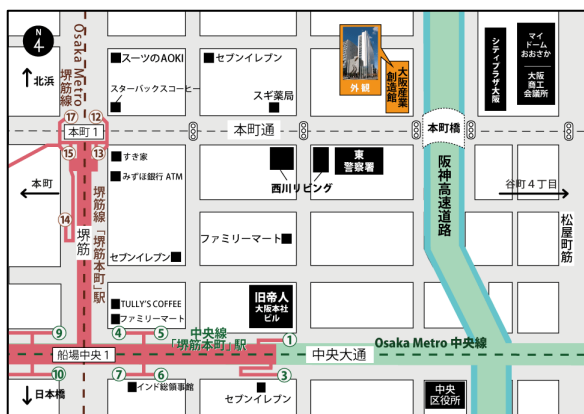 N
北浜
Osaka Metro
堺筋線
スーツのAOKI
スターバックスコーヒー
セブンイレブン
スギ薬局
外観
大阪産業
創造館
シティプラザ大阪
マイ
ドーム
おおさか
大阪
商工
会議所
⑰
⑫
本町1
⑮
⑬
本町通
本町橋
すき家
みずほ銀行 ATM
西川リビング
東
警察署
本町
谷町4丁目
⑭
堺筋
堺筋線「堺筋本町」駅
阪神高速道路
松屋町筋
ファミリーマート
セブンイレブン
TULLY'S COFFEE
ファミリーマート
旧帝人
大阪本社
ビル
⑨
④
⑤
中央線
「堺筋本町」駅
①
Osaka Metro 中央線
船場中央1
中央大通
⑩
⑦
⑥
③
日本橋
インド総領事館
セブンイレブン
中央
区役所